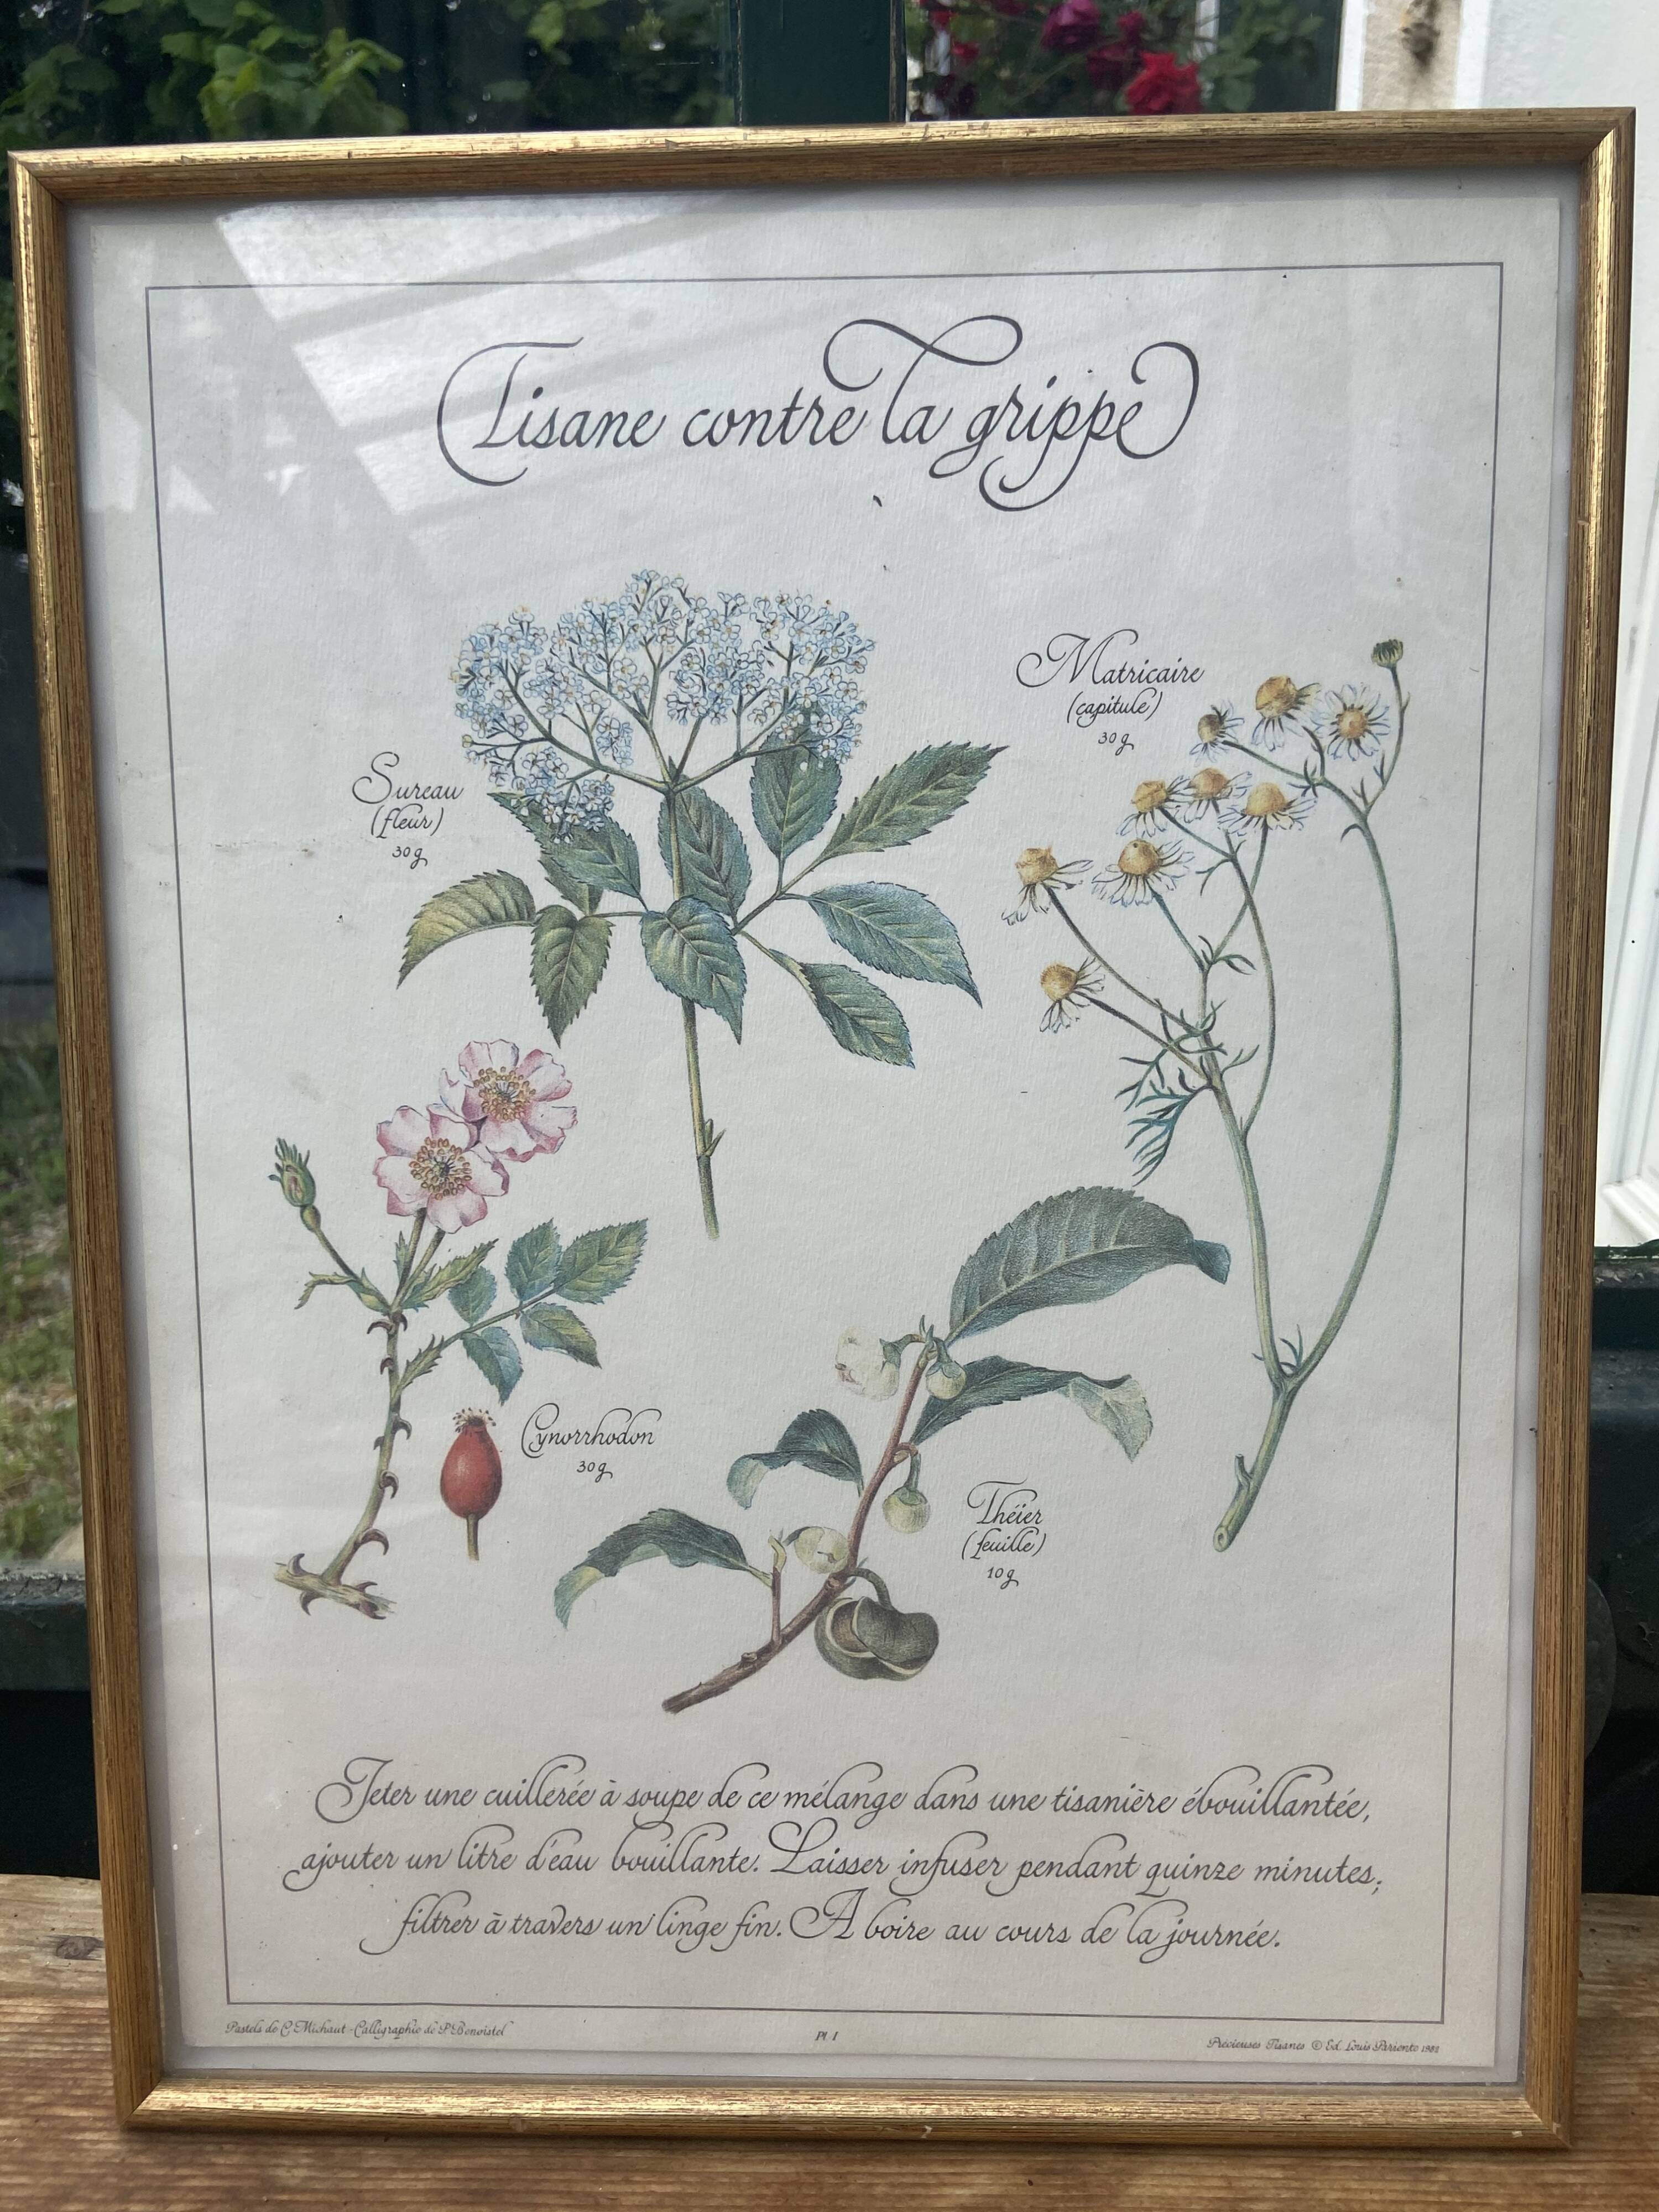 Tisane contre la grippe
Matricaire
(capitule)
30 g
Sureau
(fleur)
30 g
Cynorrhodon
30 g
Théier
(feuille)
10 g
Jeter une cuillerée à soupe de ce mélange dans une tisanière ébouillantée,
ajouter un litre d'eau bouillante. Laisser infuser pendant quinze minutes;
filtrer à travers un linge fin. A boire au cours de la journée.
Pastels de C Michaut - Calligraphie de P Benoistel
Pl I
Précieuses Tisanes © Ed. Louis Pariente 1982